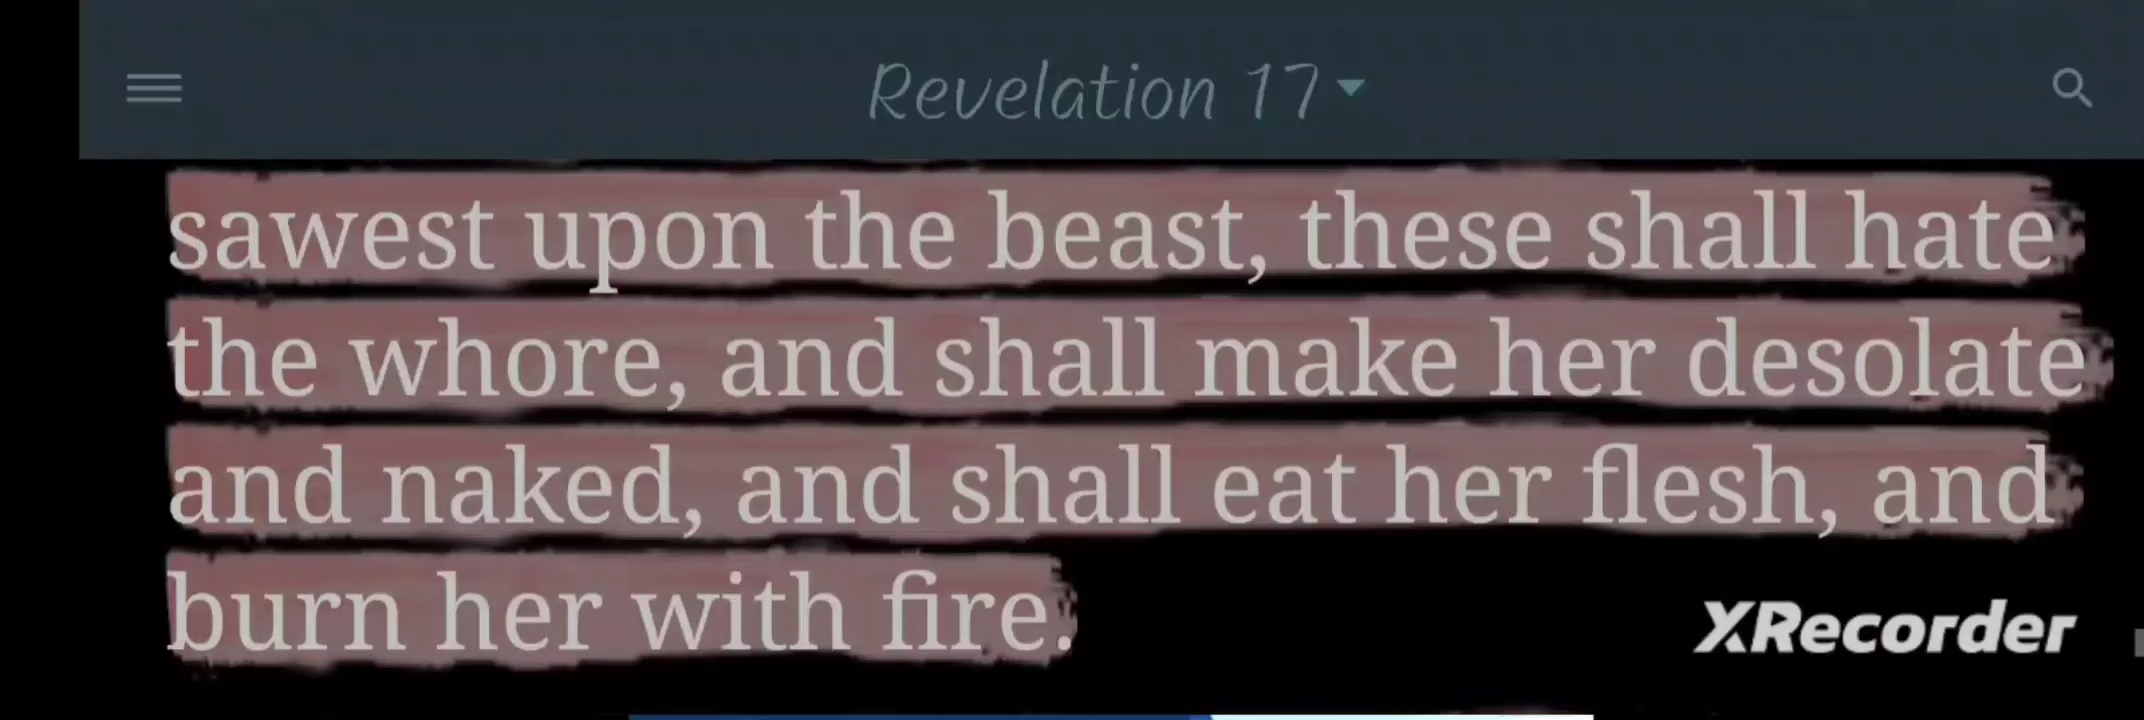 Revelation 17
sawest upon the beast, these shall hate
the whore, and shall make her desolate
and naked, and shall eat her flesh, and
burn her with fire.
XRecorder